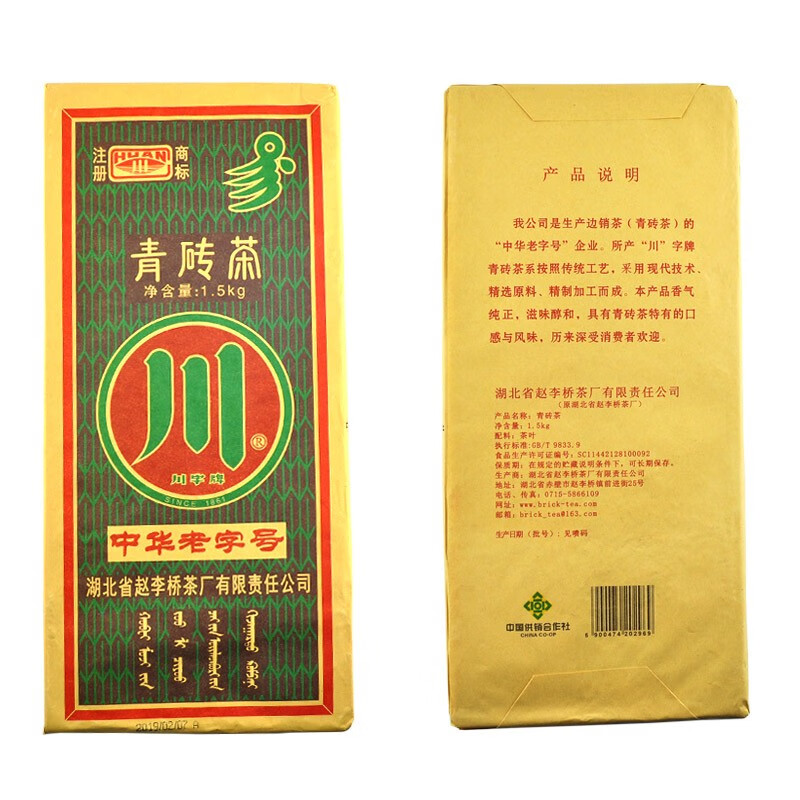 注册
HUAN
川
商标
青砖茶
净含量:1.5kg
川
®
川字牌
SINCE 1861
中华老字号
湖北省赵李桥茶厂有限责任公司
2019/02/07 A
产品说明
我公司是生产边销茶（青砖茶）的
“中华老字号”企业。所产“川”字牌
青砖茶系按照传统工艺，采用现代技术、
精选原料、精制加工而成。本产品香气
纯正，滋味醇和，具有青砖茶特有的口
感与风味，历来深受消费者欢迎。
湖北省赵李桥茶厂有限责任公司
（原湖北省赵李桥茶厂）
产品名称：青砖茶
净含量：1.5kg
配料：茶叶
执行标准:GB/T 9833.9
食品生产许可证编号：SC11442128100092
保质期：在规定的贮藏说明条件下，可长期保存。
生产商：湖北省赵李桥茶厂有限责任公司
地址：湖北省赤壁市赵李桥镇前进街25号
电话、传真：0715-5866109
网址：www.brick-tea.com
邮箱：brick_tea@163.com
生产日期（批号）：见喷码
中国供销合作社
CHINA CO-OP
6 900474 202969